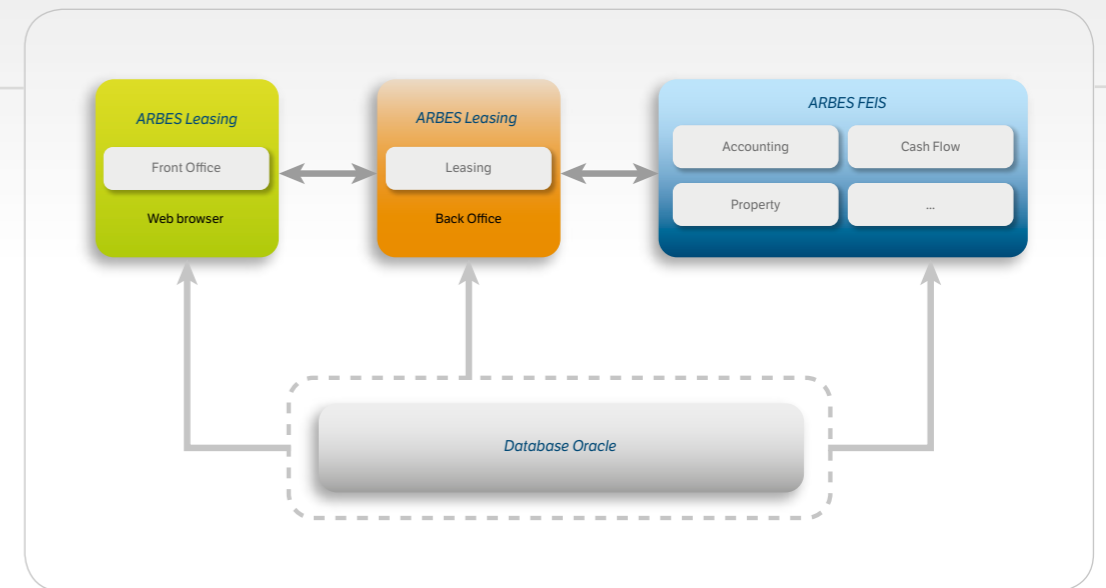 ARBES Leasing
Front Office
Web browser
ARBES Leasing
Leasing
Back Office
ARBES FEIS
Accounting
Cash Flow
Property
...
Database Oracle